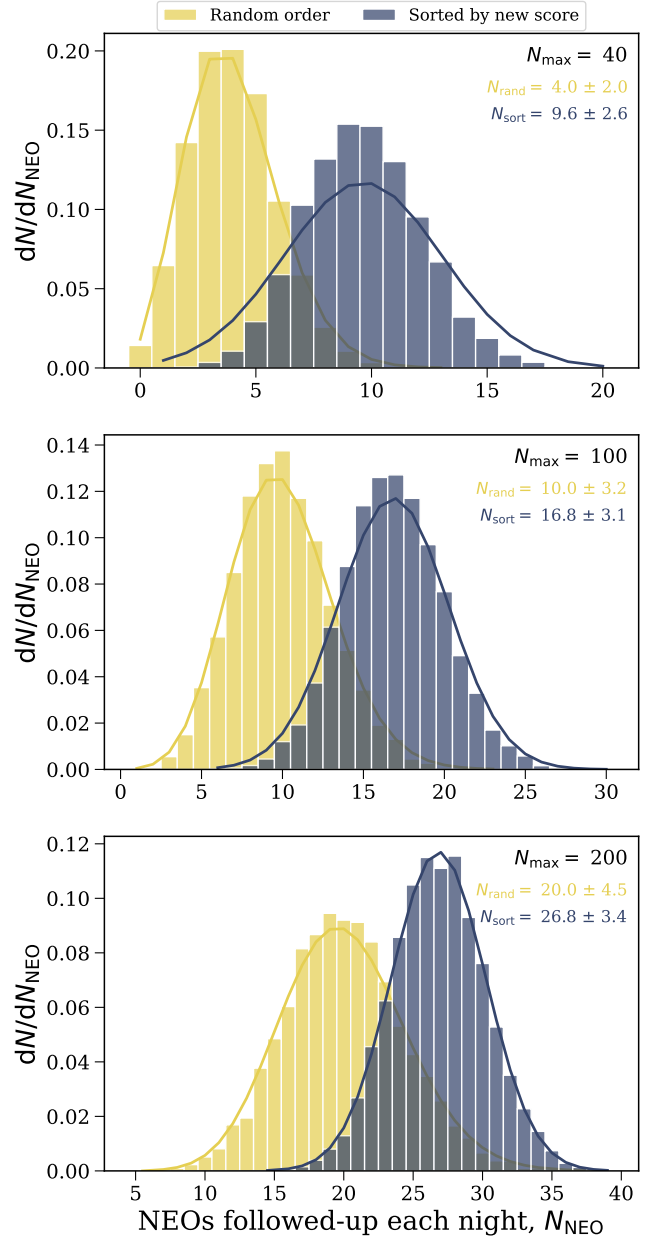 Random order Sorted by new score
0.20
0.15
0.10
0.05
0.00
dN/dN_NEO
N_max = 40
N_rand = 4.0 ± 2.0
N_sort = 9.6 ± 2.6
0 5 10 15 20
0.14
0.12
0.10
0.08
0.06
0.04
0.02
0.00
dN/dN_NEO
N_max = 100
N_rand = 10.0 ± 3.2
N_sort = 16.8 ± 3.1
0 5 10 15 20 25 30
0.12
0.10
0.08
0.06
0.04
0.02
0.00
dN/dN_NEO
N_max = 200
N_rand = 20.0 ± 4.5
N_sort = 26.8 ± 3.4
5 10 15 20 25 30 35 40
NEOs followed-up each night, N_NEO